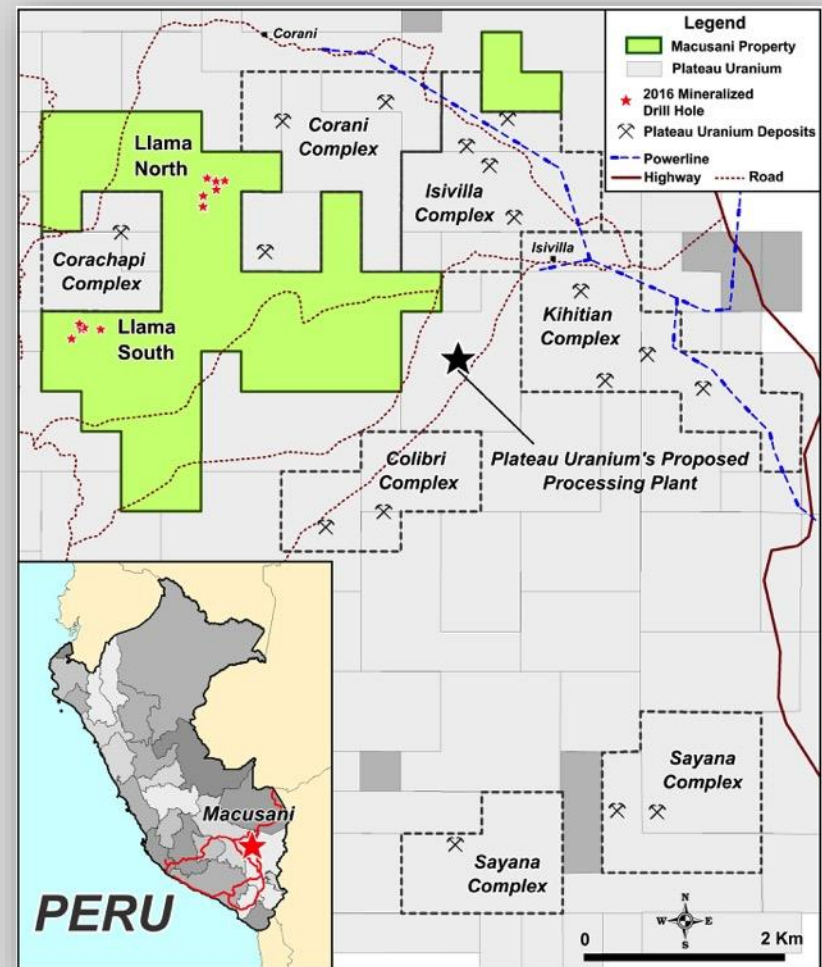 Corani
Legend
Macusani Property
Plateau Uranium
2016 Mineralized
Drill Hole
Plateau Uranium Deposits
Powerline
Highway
Road
Llama
North
Corani
Complex
Isivilla
Complex
Corachapi
Complex
Isivilla
Llama
South
Kihitian
Complex
Colibri
Complex
Plateau Uranium's Proposed
Processing Plant
Macusani
PERU
Sayana
Complex
Sayana
Complex
N
W
E
S
0
2 Km